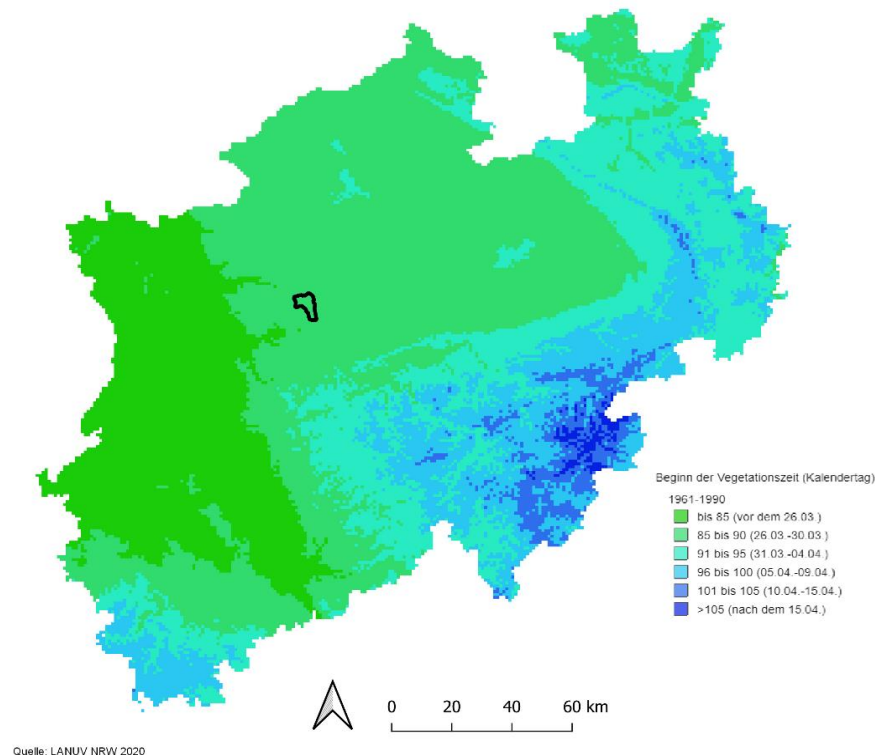 Beginn der Vegetationszeit (Kalendertag)
1961-1990
bis 85 (vor dem 26.03.)
85 bis 90 (26.03.-30.03.)
91 bis 95 (31.03.-04.04.)
96 bis 100 (05.04.-09.04.)
101 bis 105 (10.04.-15.04.)
>105 (nach dem 15.04.)
0 20 40 60 km
Quelle: LANUV NRW 2020